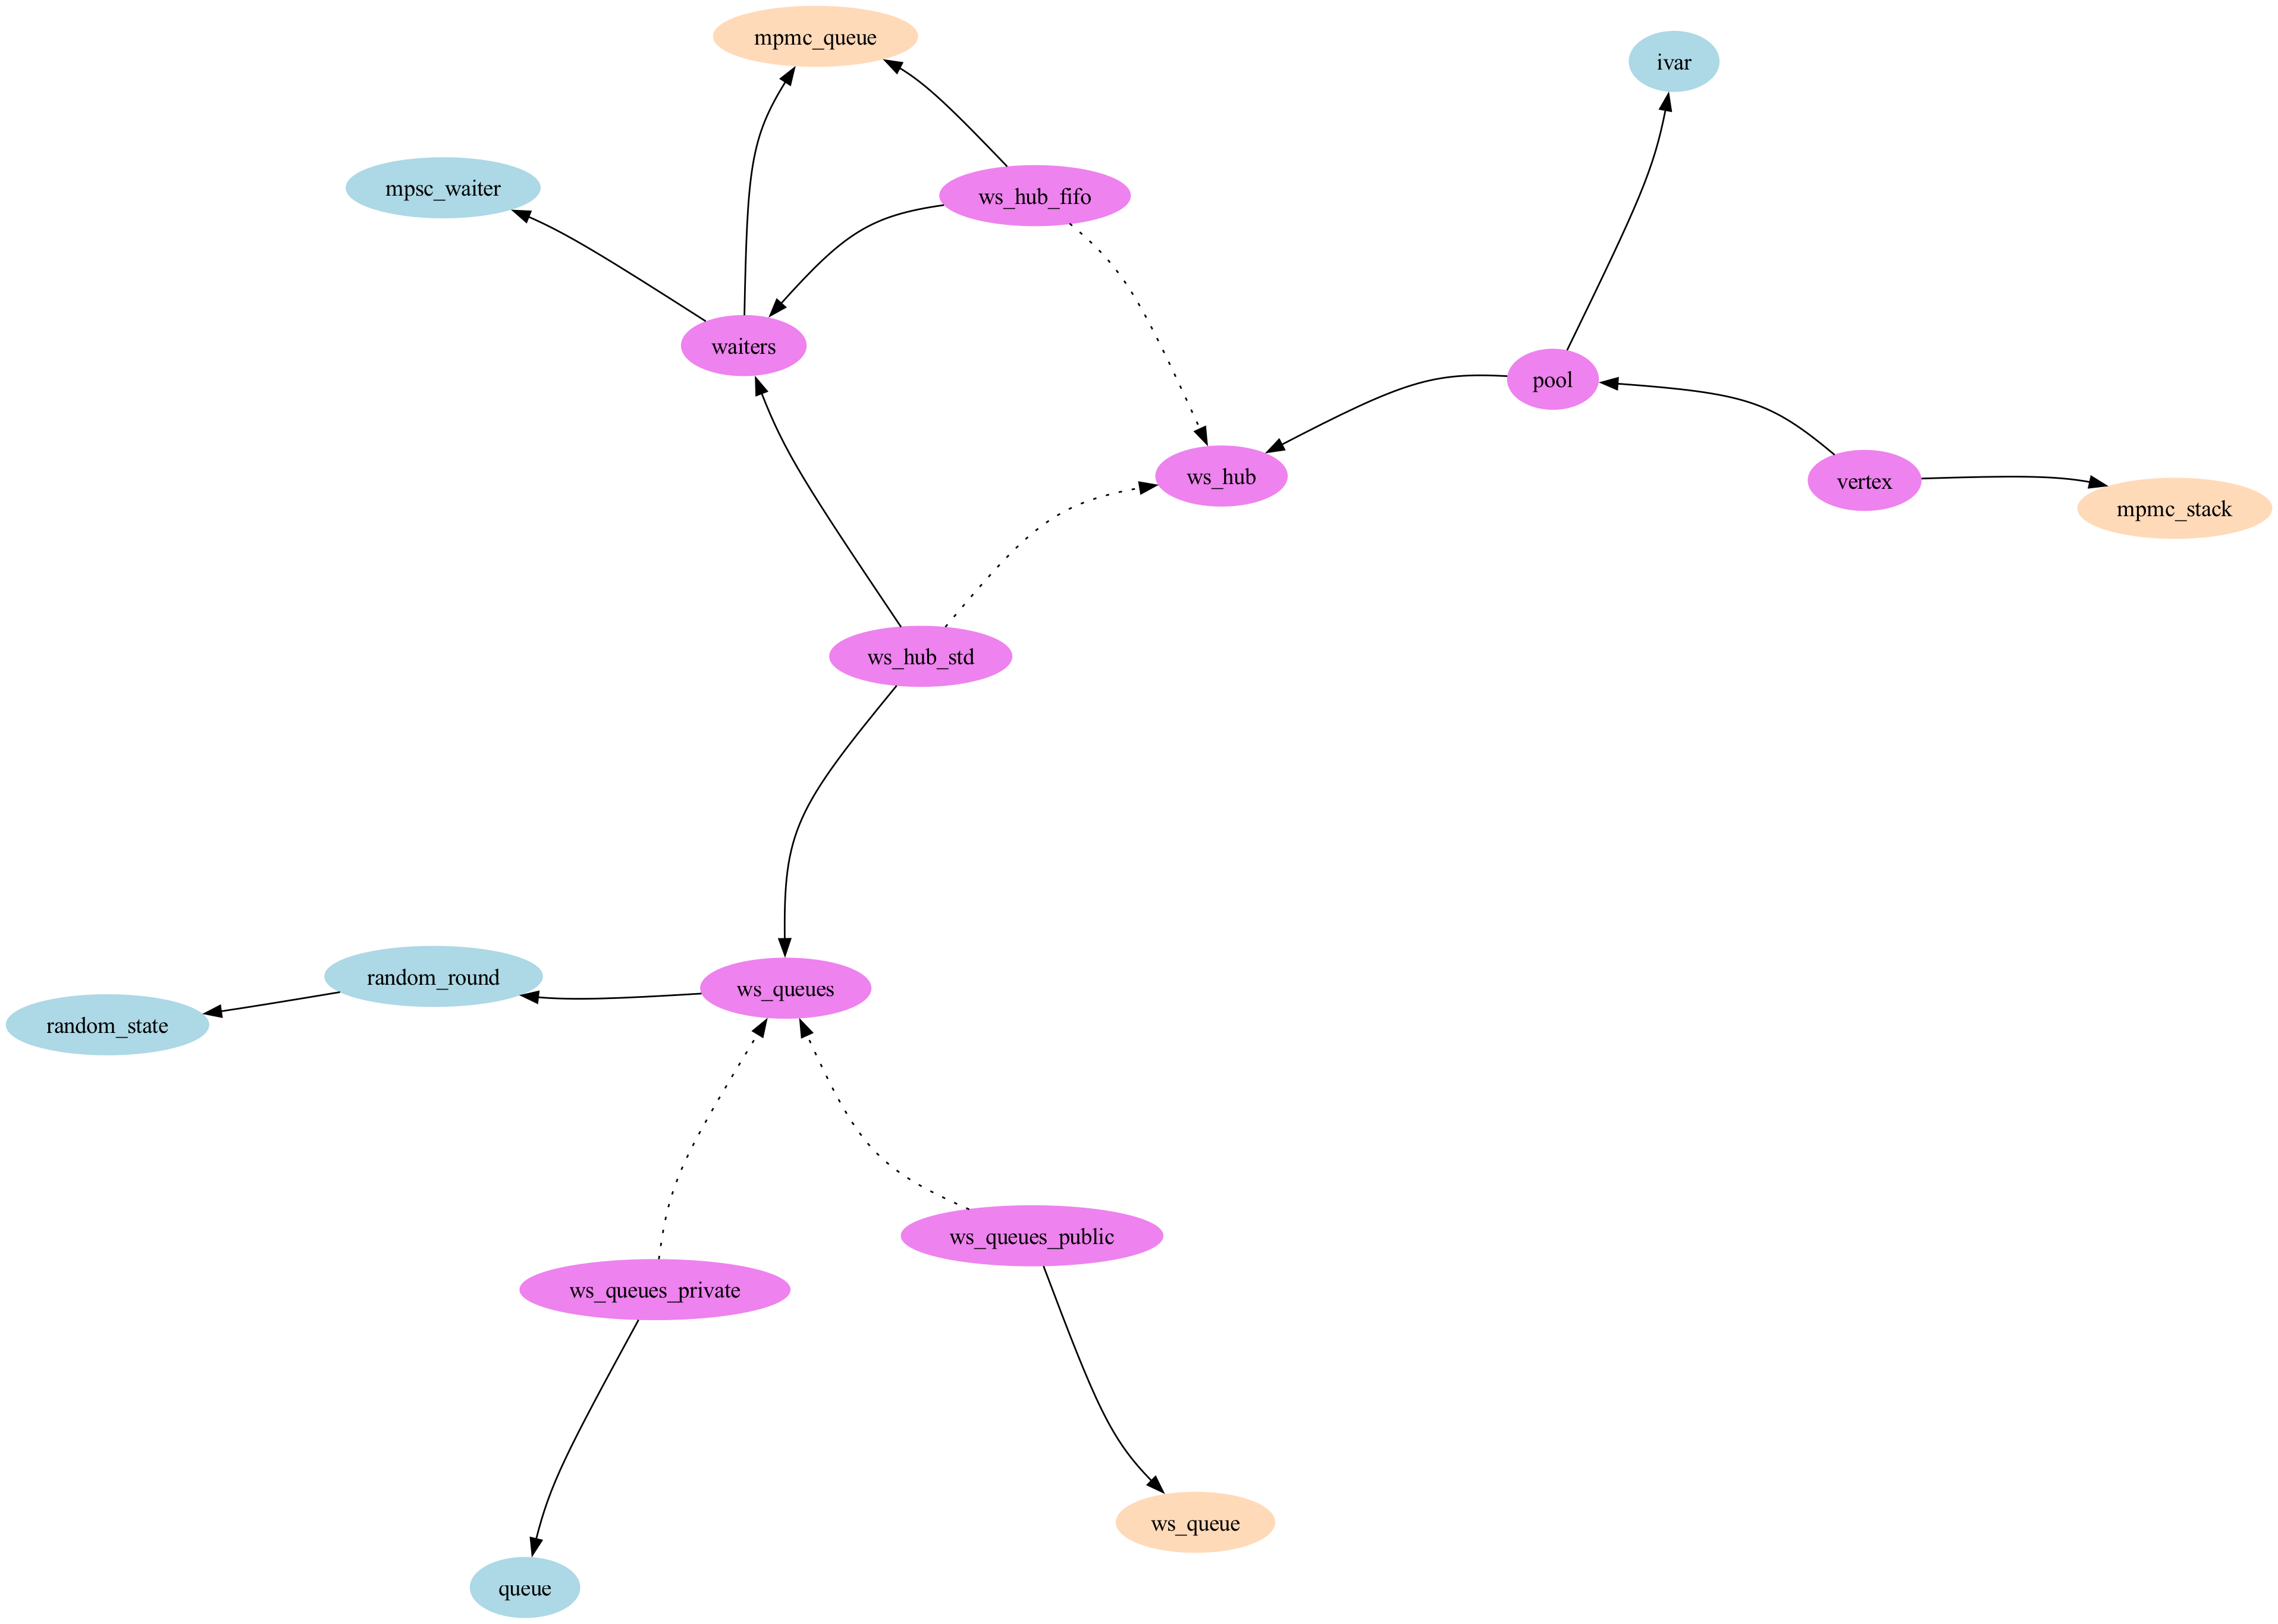 mpmc_queue
ivar
mpsc_waiter
ws_hub_fifo
waiters
pool
ws_hub
vertex
mpmc_stack
ws_hub_std
random_round
ws_queues
random_state
ws_queues_public
ws_queues_private
ws_queue
queue